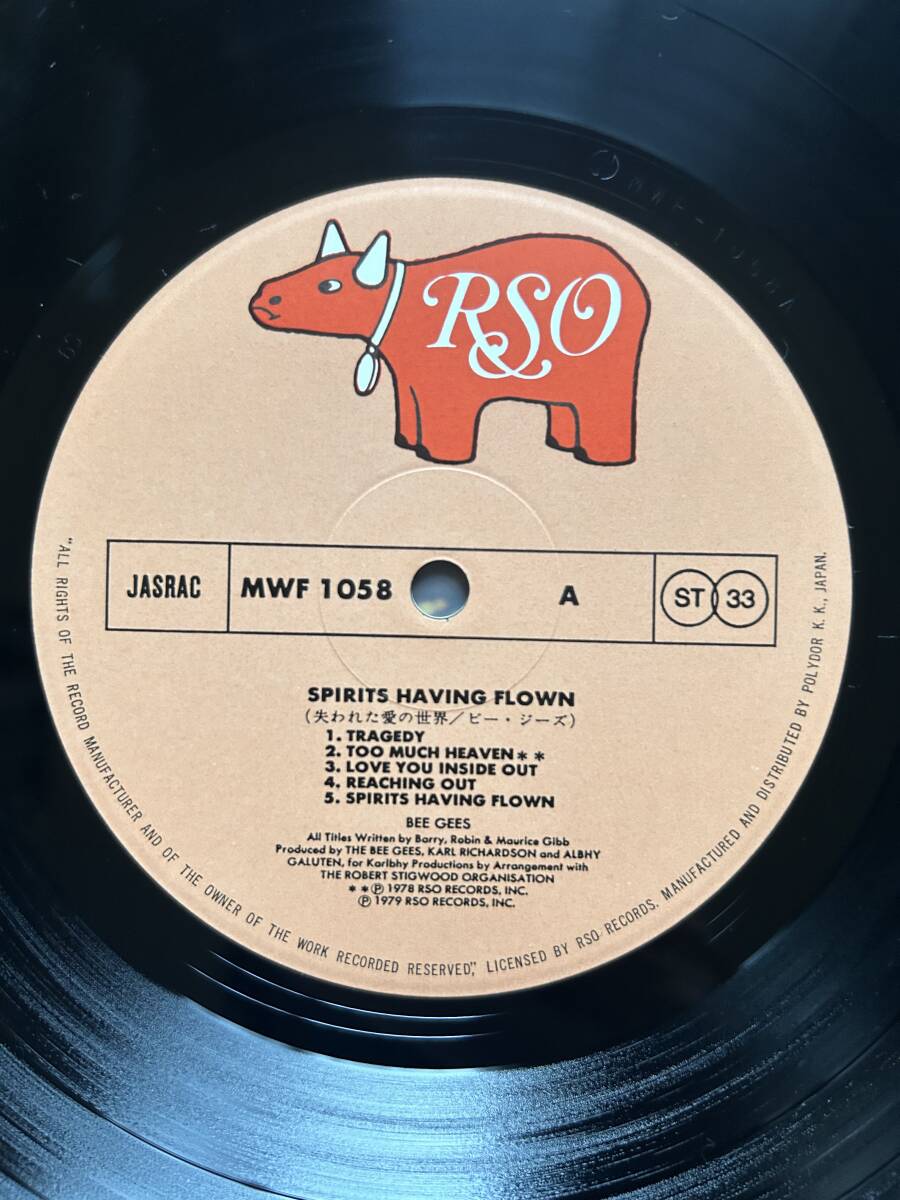 RSO
JASRAC
MWF 1058
A
ST 33
SPIRITS HAVING FLOWN
(失われた愛の世界/ビー・ジーズ)
1. TRAGEDY
2. TOO MUCH HEAVEN**
3. LOVE YOU INSIDE OUT
4. REACHING OUT
5. SPIRITS HAVING FLOWN
BEE GEES
All Titles Written by Barry, Robin & Maurice Gibb
Produced by THE BEE GEES, KARL RICHARDSON and ALBHY
GALUTEN, for Karlbhy Productions by Arrangement with
THE ROBERT STIGWOOD ORGANISATION
**Ⓟ 1978 RSO RECORDS, INC.
Ⓟ 1979 RSO RECORDS, INC.
"ALL RIGHTS OF THE RECORD MANUFACTURER AND OF THE OWNER OF THE WORK RECORDED RESERVED", LICENSED BY RSO RECORDS. MANUFACTURED AND DISTRIBUTED BY POLYDOR K. K., JAPAN.